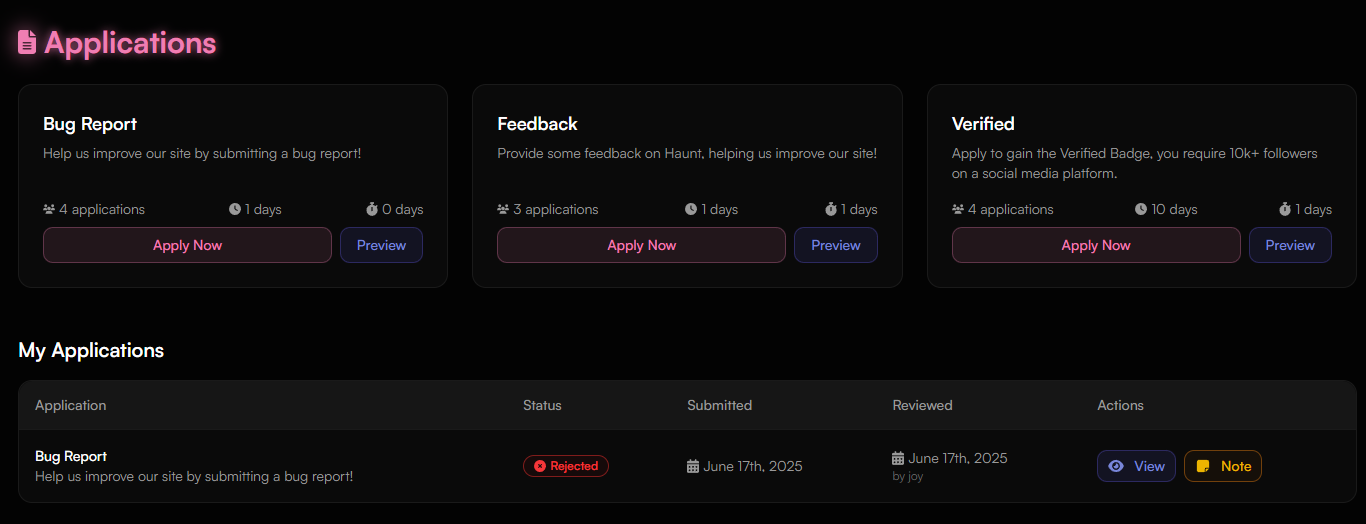 Applications
Bug Report
Help us improve our site by submitting a bug report!
4 applications
1 days
0 days
Apply Now
Preview
Feedback
Provide some feedback on Haunt, helping us improve our site!
3 applications
1 days
1 days
Apply Now
Preview
Verified
Apply to gain the Verified Badge, you require 10k+ followers
on a social media platform.
4 applications
10 days
1 days
Apply Now
Preview
My Applications
Application Status Submitted Reviewed Actions
Bug Report
Help us improve our site by submitting a bug report!
Rejected
June 17th, 2025
June 17th, 2025
by joy
View
Note